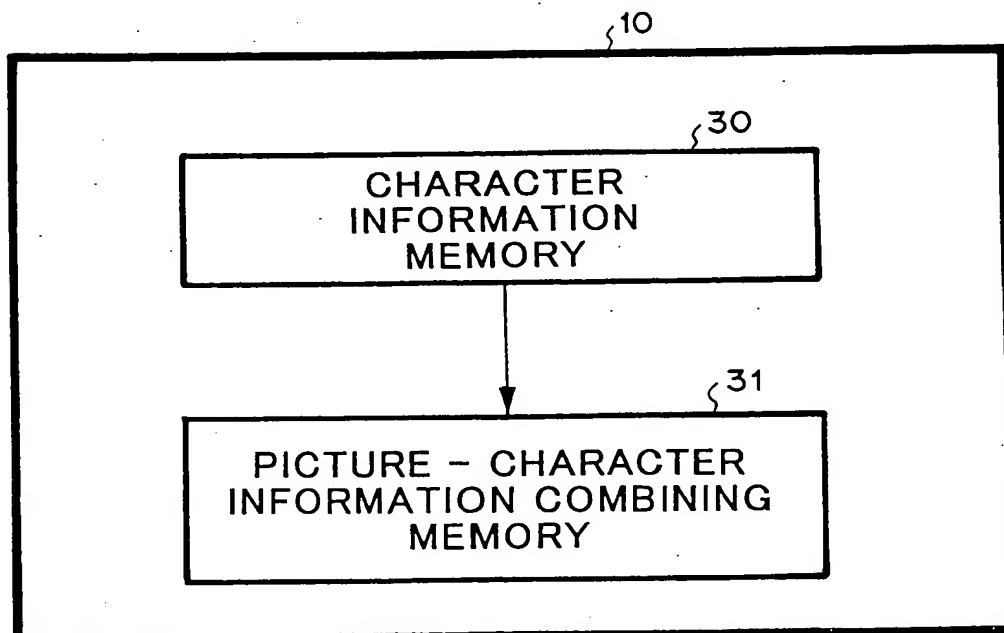 10
30
CHARACTER
INFORMATION
MEMORY
31
PICTURE – CHARACTER
INFORMATION COMBINING
MEMORY